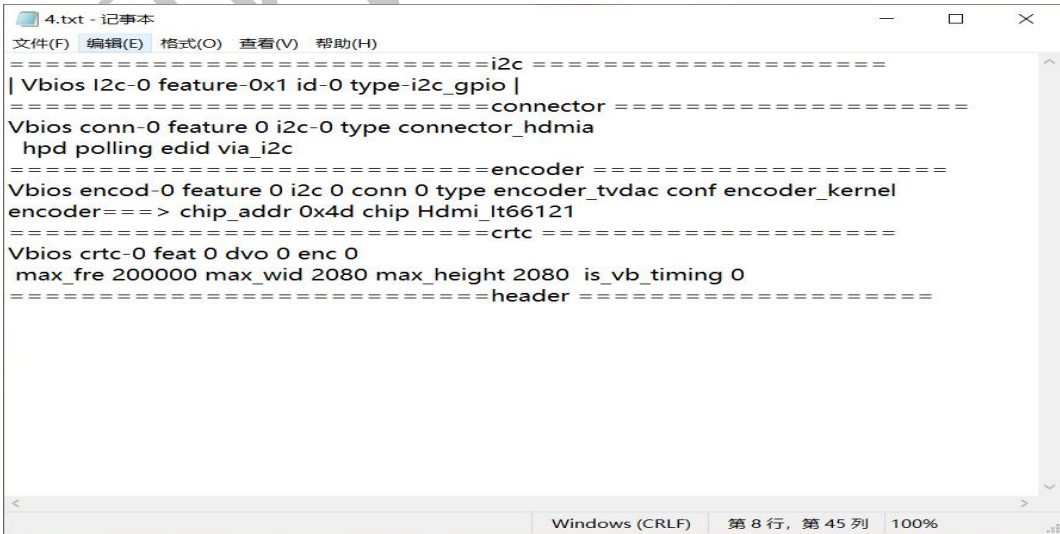 4.txt - 记事本
文件(F) 编辑(E) 格式(O) 查看(V) 帮助(H)
===========================i2c ====================
| Vbios I2c-0 feature-0x1 id-0 type-i2c_gpio |
===========================connector ====================
Vbios conn-0 feature 0 i2c-0 type connector_hdmia
 hpd polling edid via_i2c
===========================encoder ====================
Vbios encod-0 feature 0 i2c 0 conn 0 type encoder_tvdac conf encoder_kernel
encoder===> chip_addr 0x4d chip Hdmi_It66121
===========================crtc ====================
Vbios crtc-0 feat 0 dvo 0 enc 0
 max_fre 200000 max_wid 2080 max_height 2080  is_vb_timing 0
===========================header ====================
Windows (CRLF) 第 8 行, 第 45 列 100%